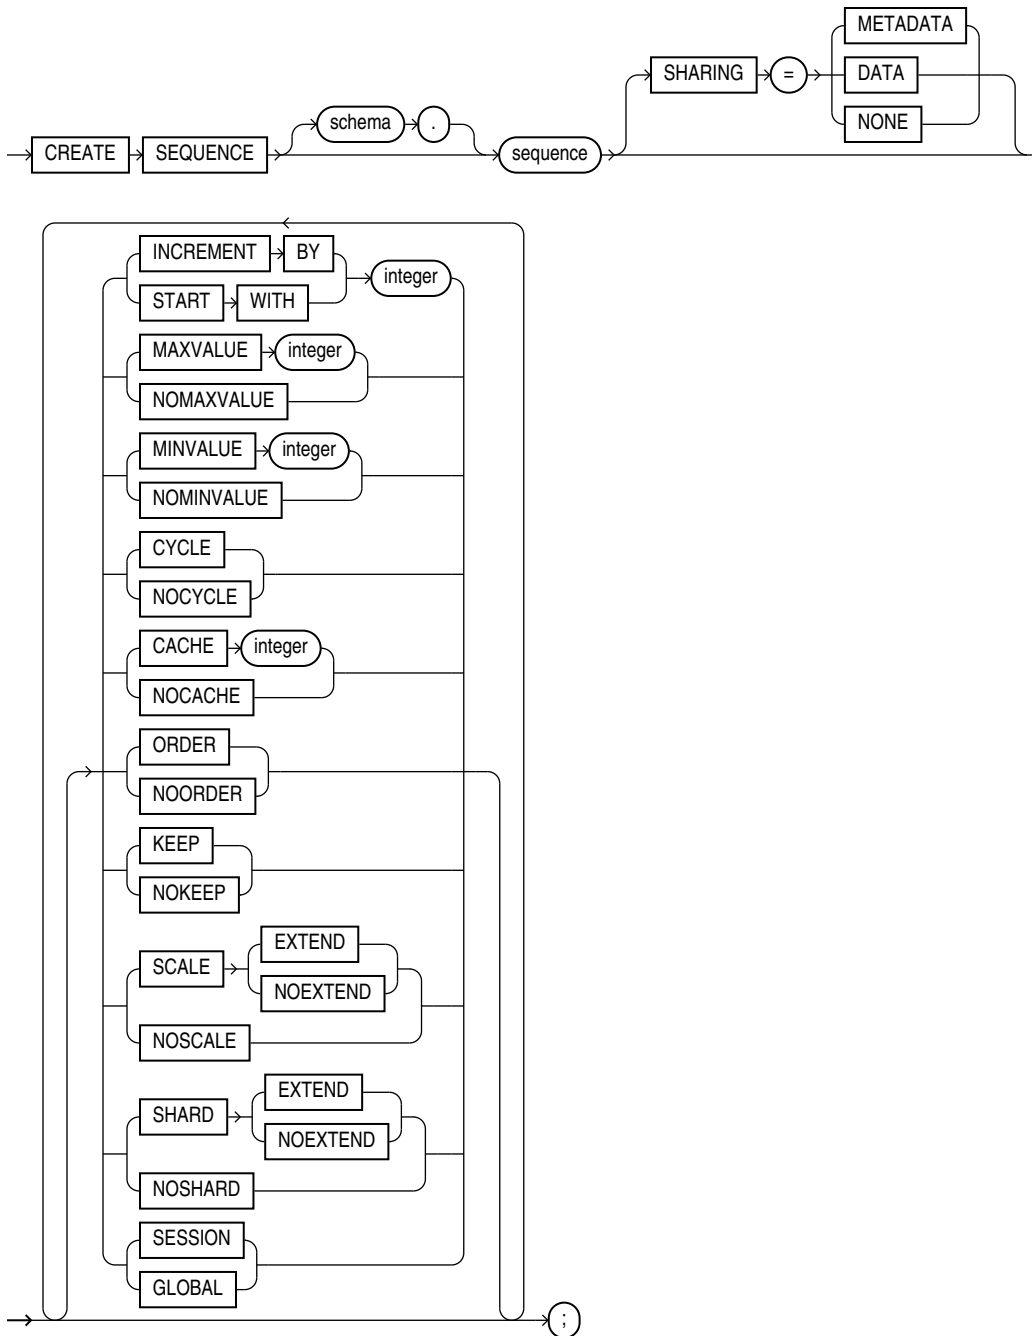 METADATA
SHARING = DATA
NONE
schema .
CREATE SEQUENCE sequence
INCREMENT BY
integer
START WITH
MAXVALUE integer
NOMAXVALUE
MINVALUE integer
NOMINVALUE
CYCLE
NOCYCLE
CACHE integer
NOCACHE
ORDER
NOORDER
KEEP
NOKEEP
EXTEND
SCALE
NOEXTEND
NOSCALE
EXTEND
SHARD
NOEXTEND
NOSHARD
SESSION
GLOBAL
;